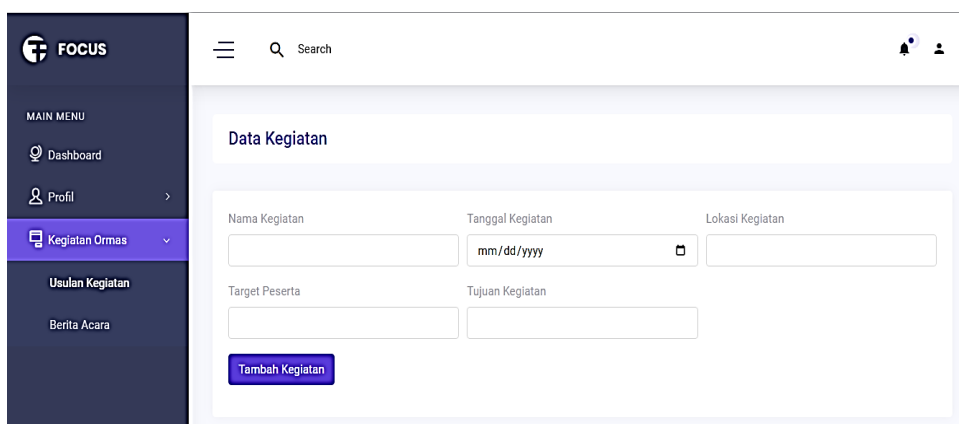 FOCUS
Search
MAIN MENU
Dashboard
Profil
Kegiatan Ormas
Usulan Kegiatan
Berita Acara
Data Kegiatan
Nama Kegiatan
Tanggal Kegiatan
Lokasi Kegiatan
mm/dd/yyyy
Target Peserta
Tujuan Kegiatan
Tambah Kegiatan